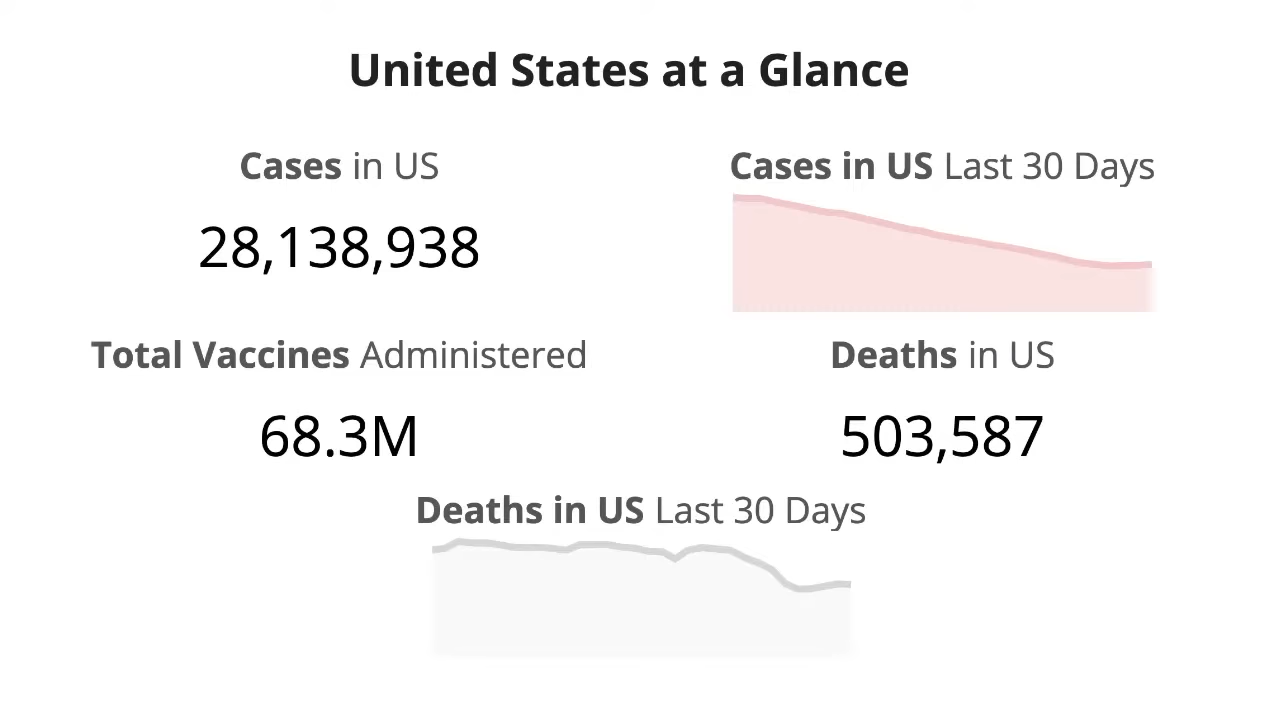 United States at a Glance
Cases in US
28,138,938
Cases in US Last 30 Days
Total Vaccines Administered
68.3M
Deaths in US
503,587
Deaths in US Last 30 Days